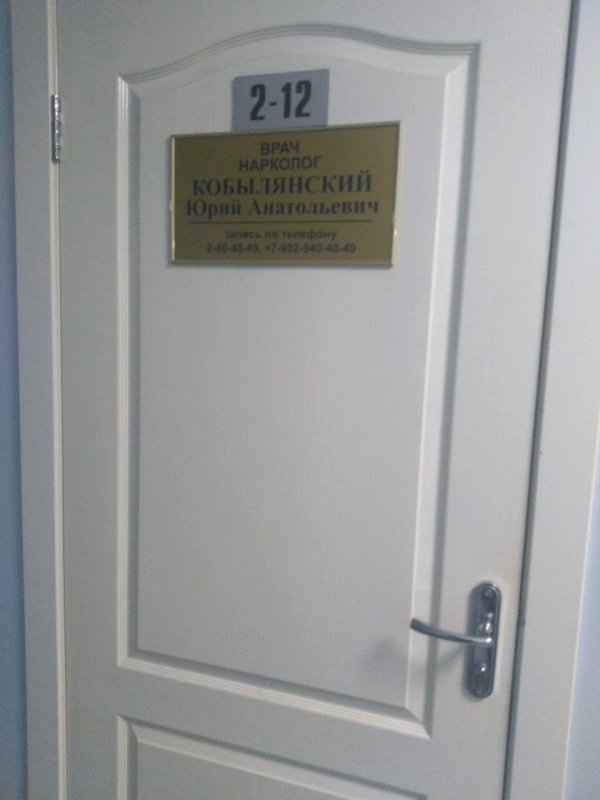 2-12
ВРАЧ
НАРКОЛОГ
КОБЫЛЯНСКИЙ
Юрий Анатольевич
запись по телефону
2-40-40-49, +7-902-940-40-49